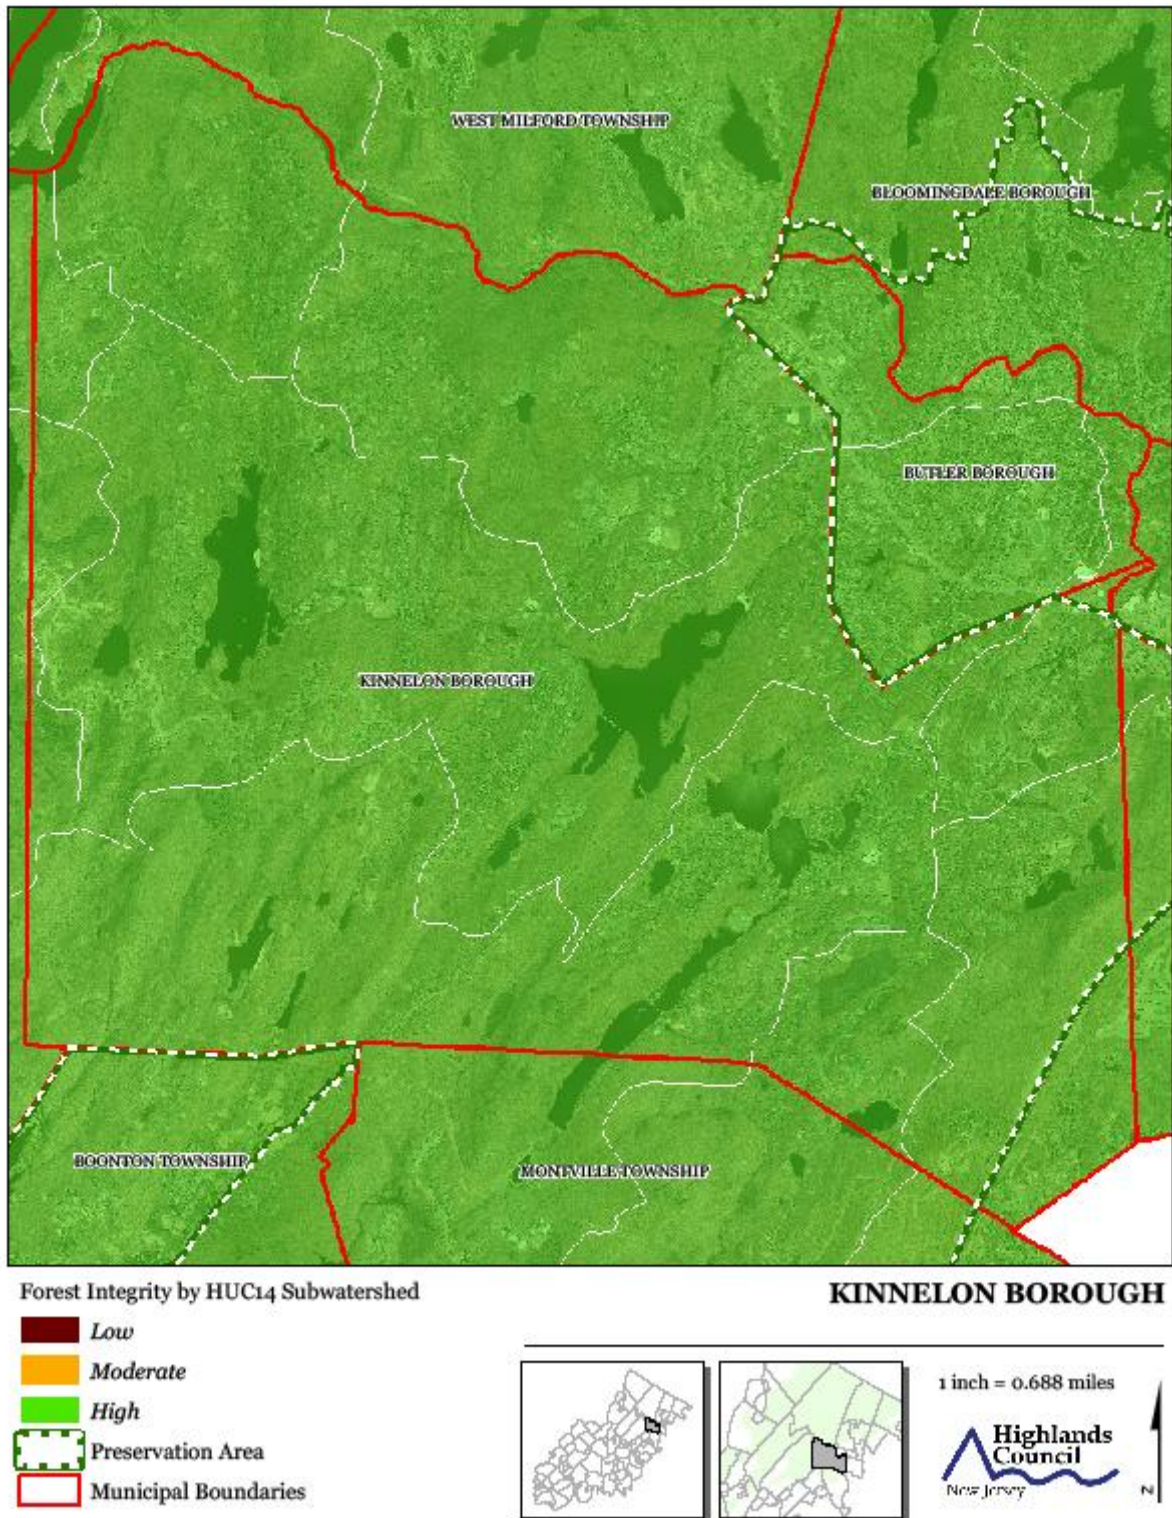 WEST MILFORD TOWNSHIP
BLOOMINGDALE BOROUGH
BUTLER BOROUGH
KINNELON BOROUGH
BOONTON TOWNSHIP
MONTVILLE TOWNSHIP
Forest Integrity by HUC14 Subwatershed
Low
Moderate
High
Preservation Area
Municipal Boundaries
KINNELON BOROUGH
1 inch = 0.688 miles
Highlands
Council
New Jersey
N